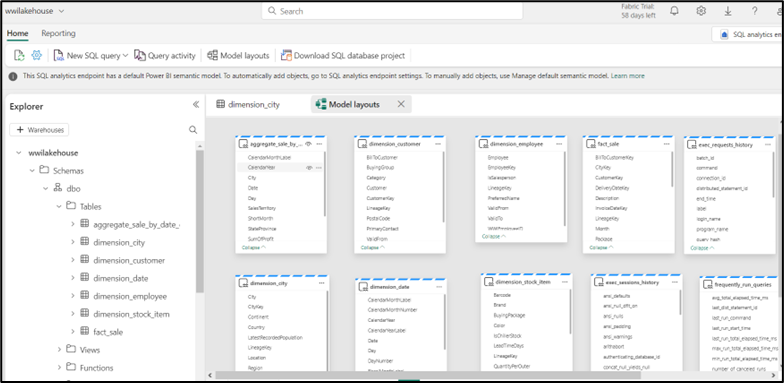 wwilakehouse
Search
Fabric Trial:
58 days left
Home
Reporting
SQL analytics en
New SQL query
Query activity
Model layouts
Download SQL database project
This SQL analytics endpoint has a default Power BI semantic model. To automatically add objects, go to SQL analytics endpoint settings. To manually add objects, use Manage default semantic model. Learn more
Explorer
+ Warehouses
wwilakehouse
Schemas
dbo
Tables
aggregate_sale_by_date_
dimension_city
dimension_customer
dimension_date
dimension_employee
dimension_stock_item
fact_sale
Views
Functions
dimension_city
Model layouts
aggregate_sale_by_...
CalendarMonthLabel
CalendarYear
City
Date
Day
SalesTerritory
ShortMonth
StateProvince
SumOfProfit
Collapse
dimension_customer
BillToCustomer
BuyingGroup
Category
Customer
CustomerKey
LineageKey
PostalCode
PrimaryContact
ValidFrom
Collapse
dimension_employee
Employee
EmployeeKey
IsSalesperson
LineageKey
PreferredName
ValidFrom
ValidTo
WWIEmployeeID
Collapse
fact_sale
BillToCustomerKey
CityKey
CustomerKey
DeliveryDateKey
Description
InvoiceDateKey
LineageKey
Month
Package
Collapse
exec_requests_history
batch_id
command
connection_id
distributed_statement_id
end_time
label
login_name
program_name
query_hash
Collapse
dimension_city
City
CityKey
Continent
Country
LatestRecordedPopulation
LineageKey
Location
Region
dimension_date
CalendarMonthLabel
CalendarMonthNumber
CalendarYear
CalendarYearLabel
Date
Day
DayNumber
dimension_stock_item
Barcode
Brand
BuyingPackage
Color
IsChillerStock
LeadTimeDays
LineageKey
QuantityPerOuter
exec_sessions_history
ansi_defaults
ansi_null_dflt_on
ansi_nulls
ansi_padding
ansi_warnings
arithabort
authenticating_database_id
concat_null_yields_null
frequently_run_queries
avg_total_elapsed_time_ms
last_dist_statement_id
last_run_command
last_run_start_time
last_run_total_elapsed_time_ms
max_run_total_elapsed_time_ms
min_run_total_elapsed_time_ms
number_of_canceled_runs